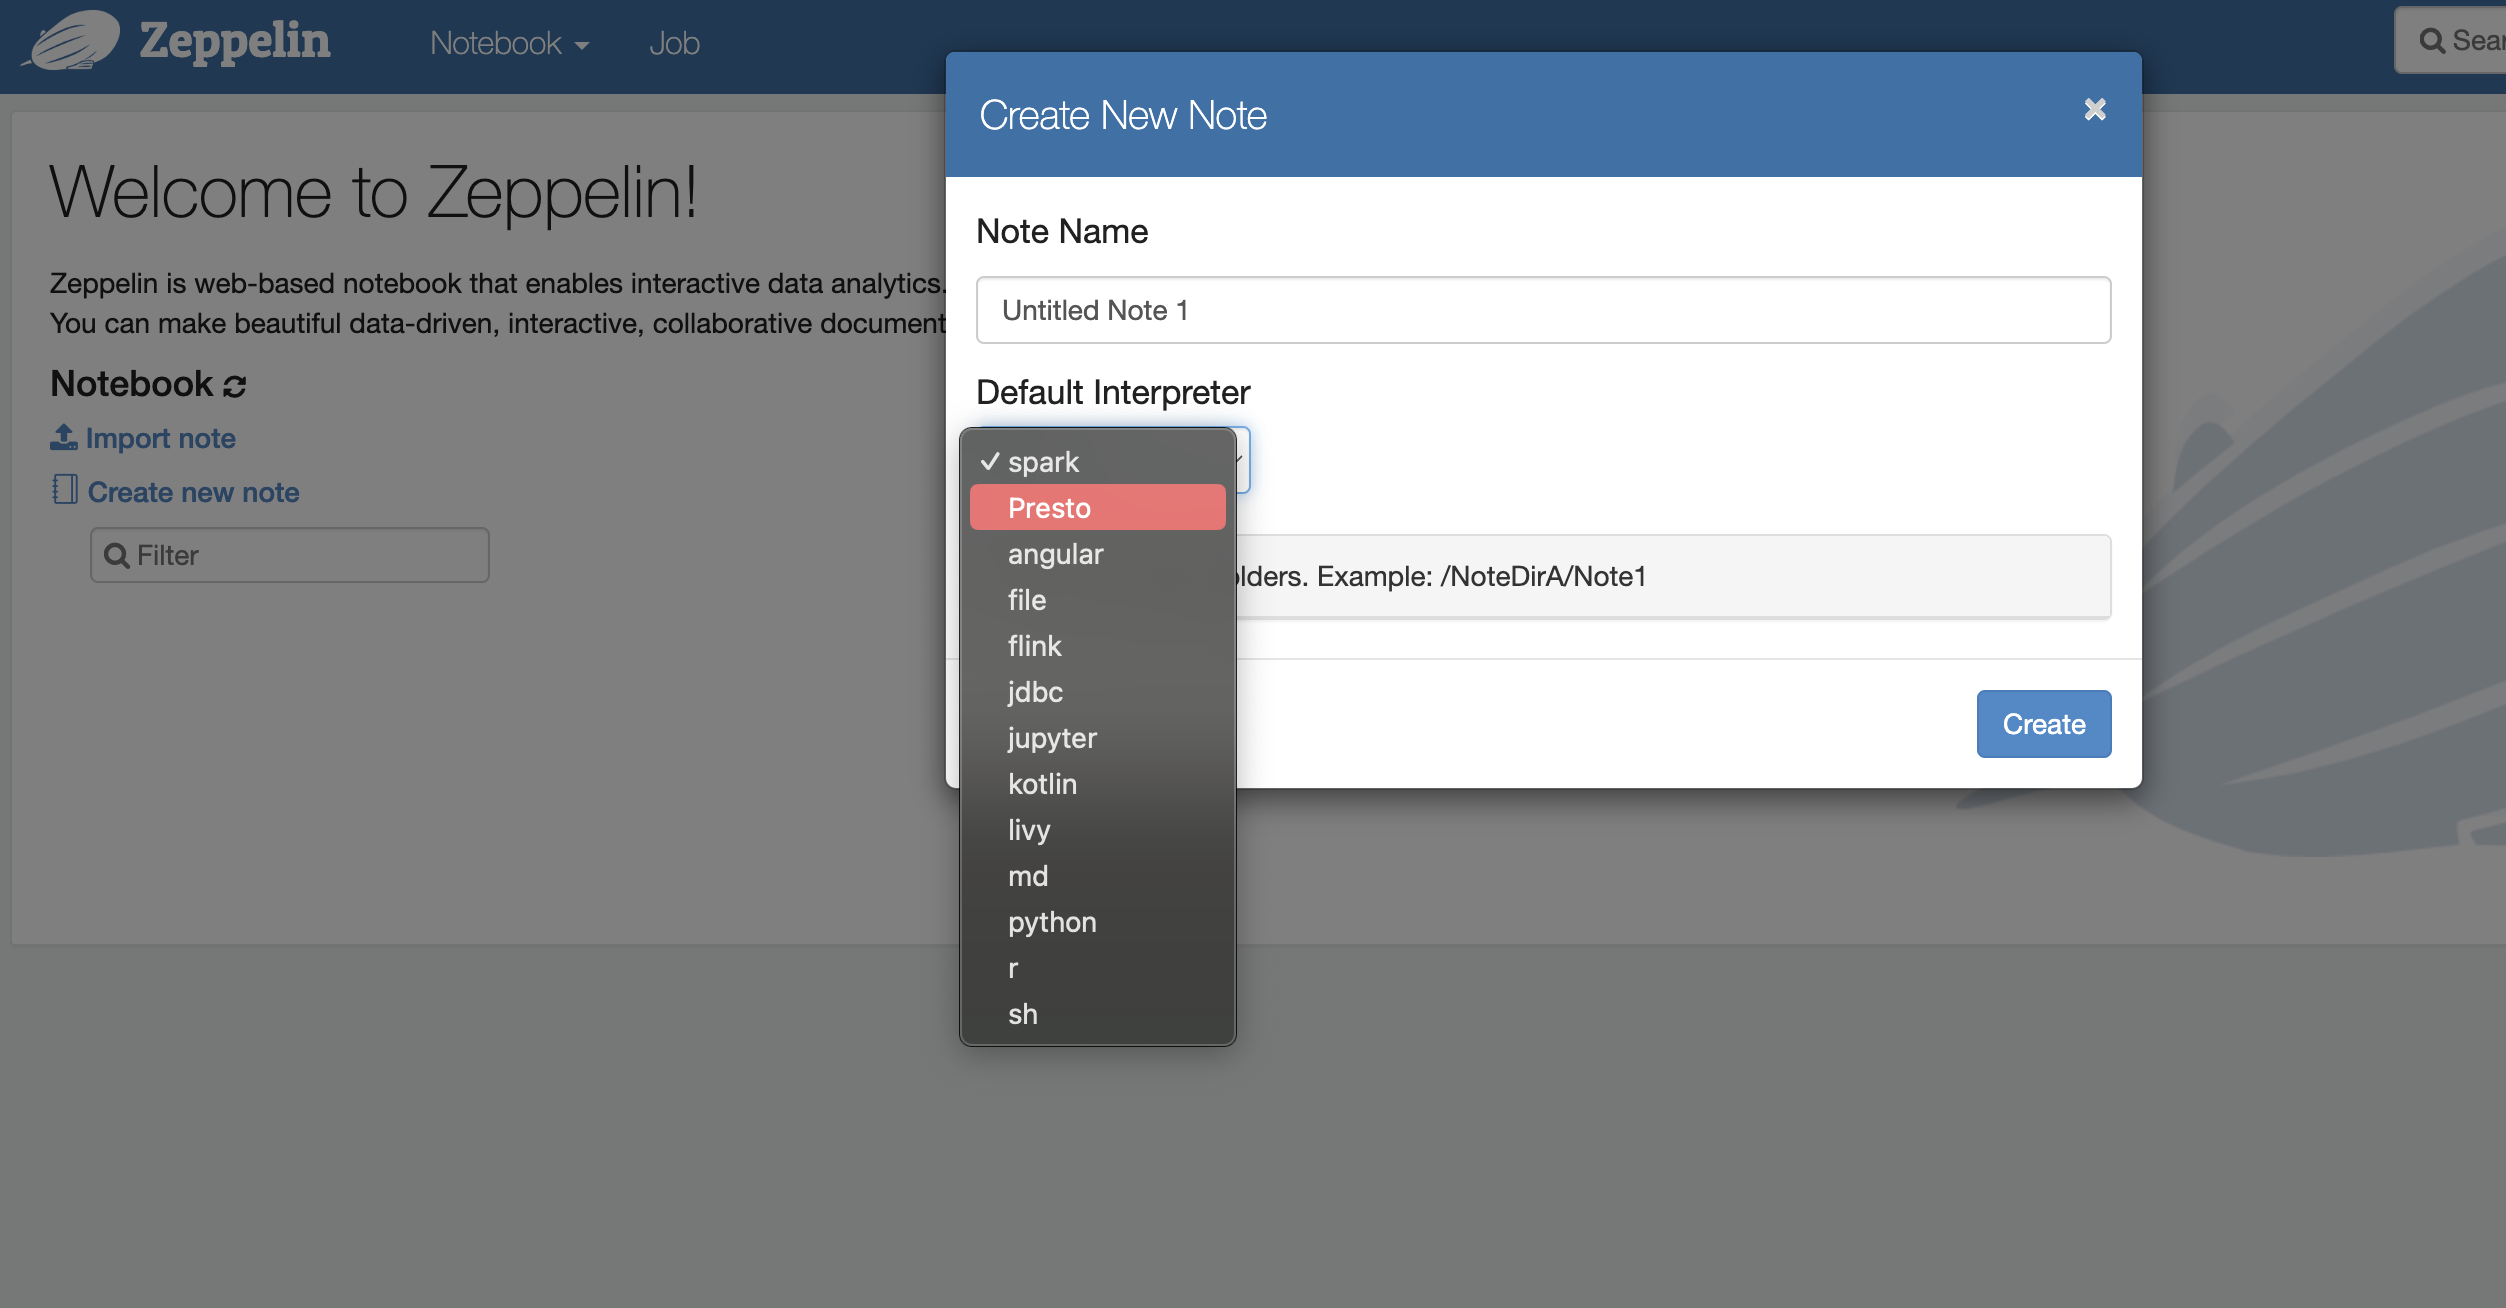 Zeppelin
Notebook
Job
Create New Note
Welcome to Zeppelin!
Zeppelin is web-based notebook that enables interactive data analytics.
You can make beautiful data-driven, interactive, collaborative document
Notebook
Import note
Create new note
Filter
Note Name
Untitled Note 1
Default Interpreter
spark
Presto
angular
file
flink
jdbc
jupyter
kotlin
livy
md
python
r
sh
Example: /NoteDirA/Note1
Create